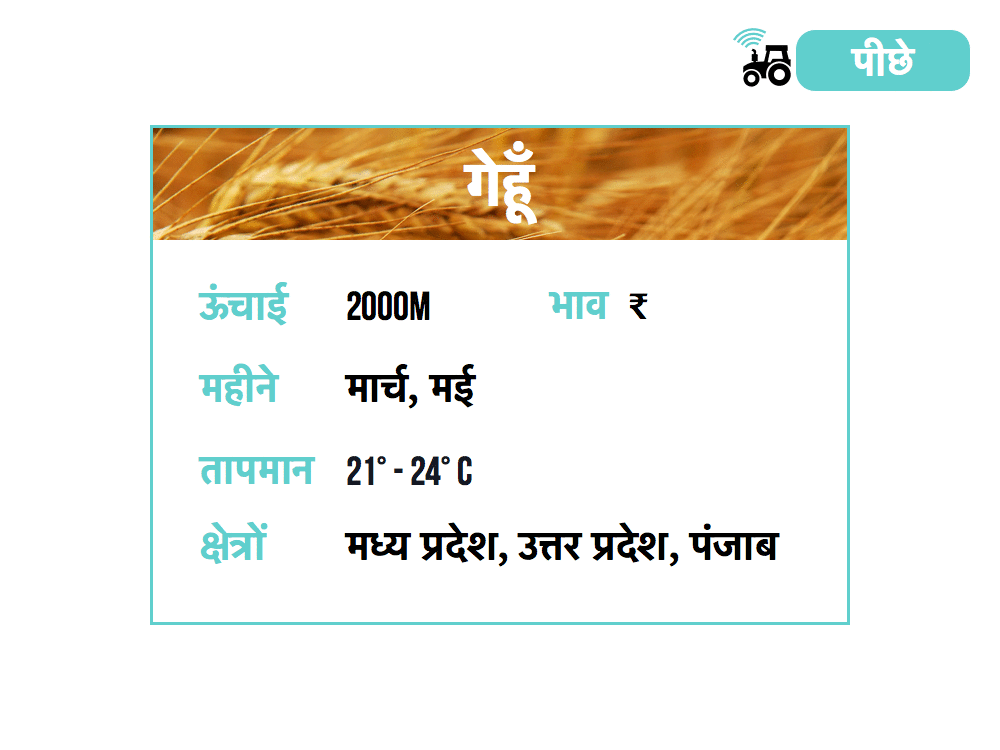 पीछे
गेहूँ
ऊंचाई 2000M भाव ₹
महीने मार्च, मई
तापमान 21° - 24° C
क्षेत्रों मध्य प्रदेश, उत्तर प्रदेश, पंजाब